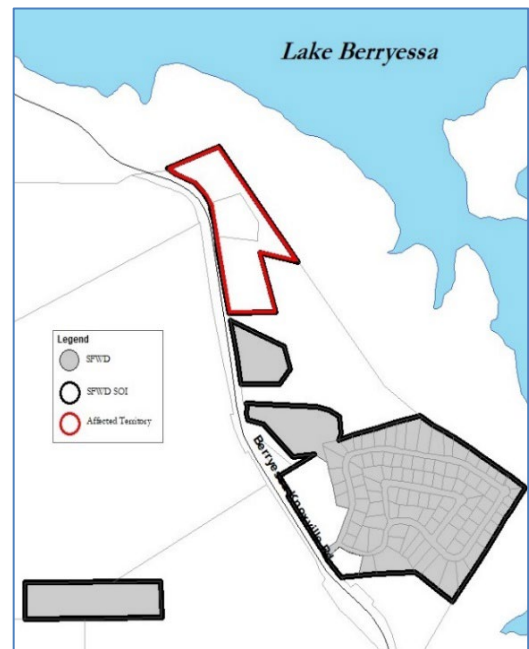 Lake Berryessa
Legend
SFWD
SFWD SOI
Affected Territory
Berryessa Knoxville Rd